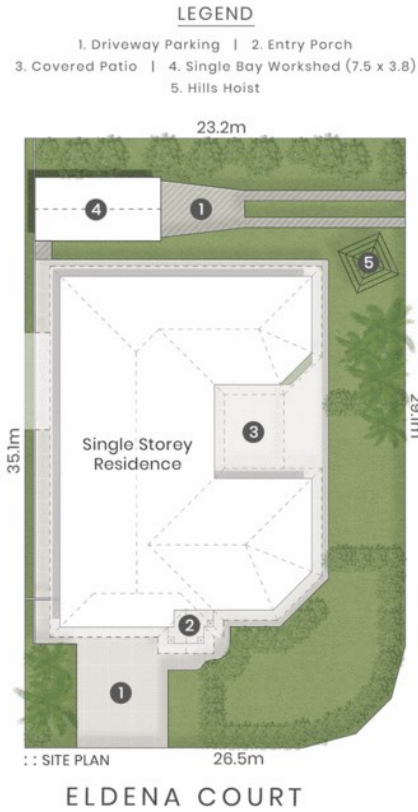 LEGEND
1. Driveway Parking | 2. Entry Porch
3. Covered Patio | 4. Single Bay Workshed (7.5 x 3.8)
5. Hills Hoist
23.2m
4
1
5
3
29.1m
35.1m
Single Storey
Residence
2
1
: : SITE PLAN
26.5m
ELDENA COURT